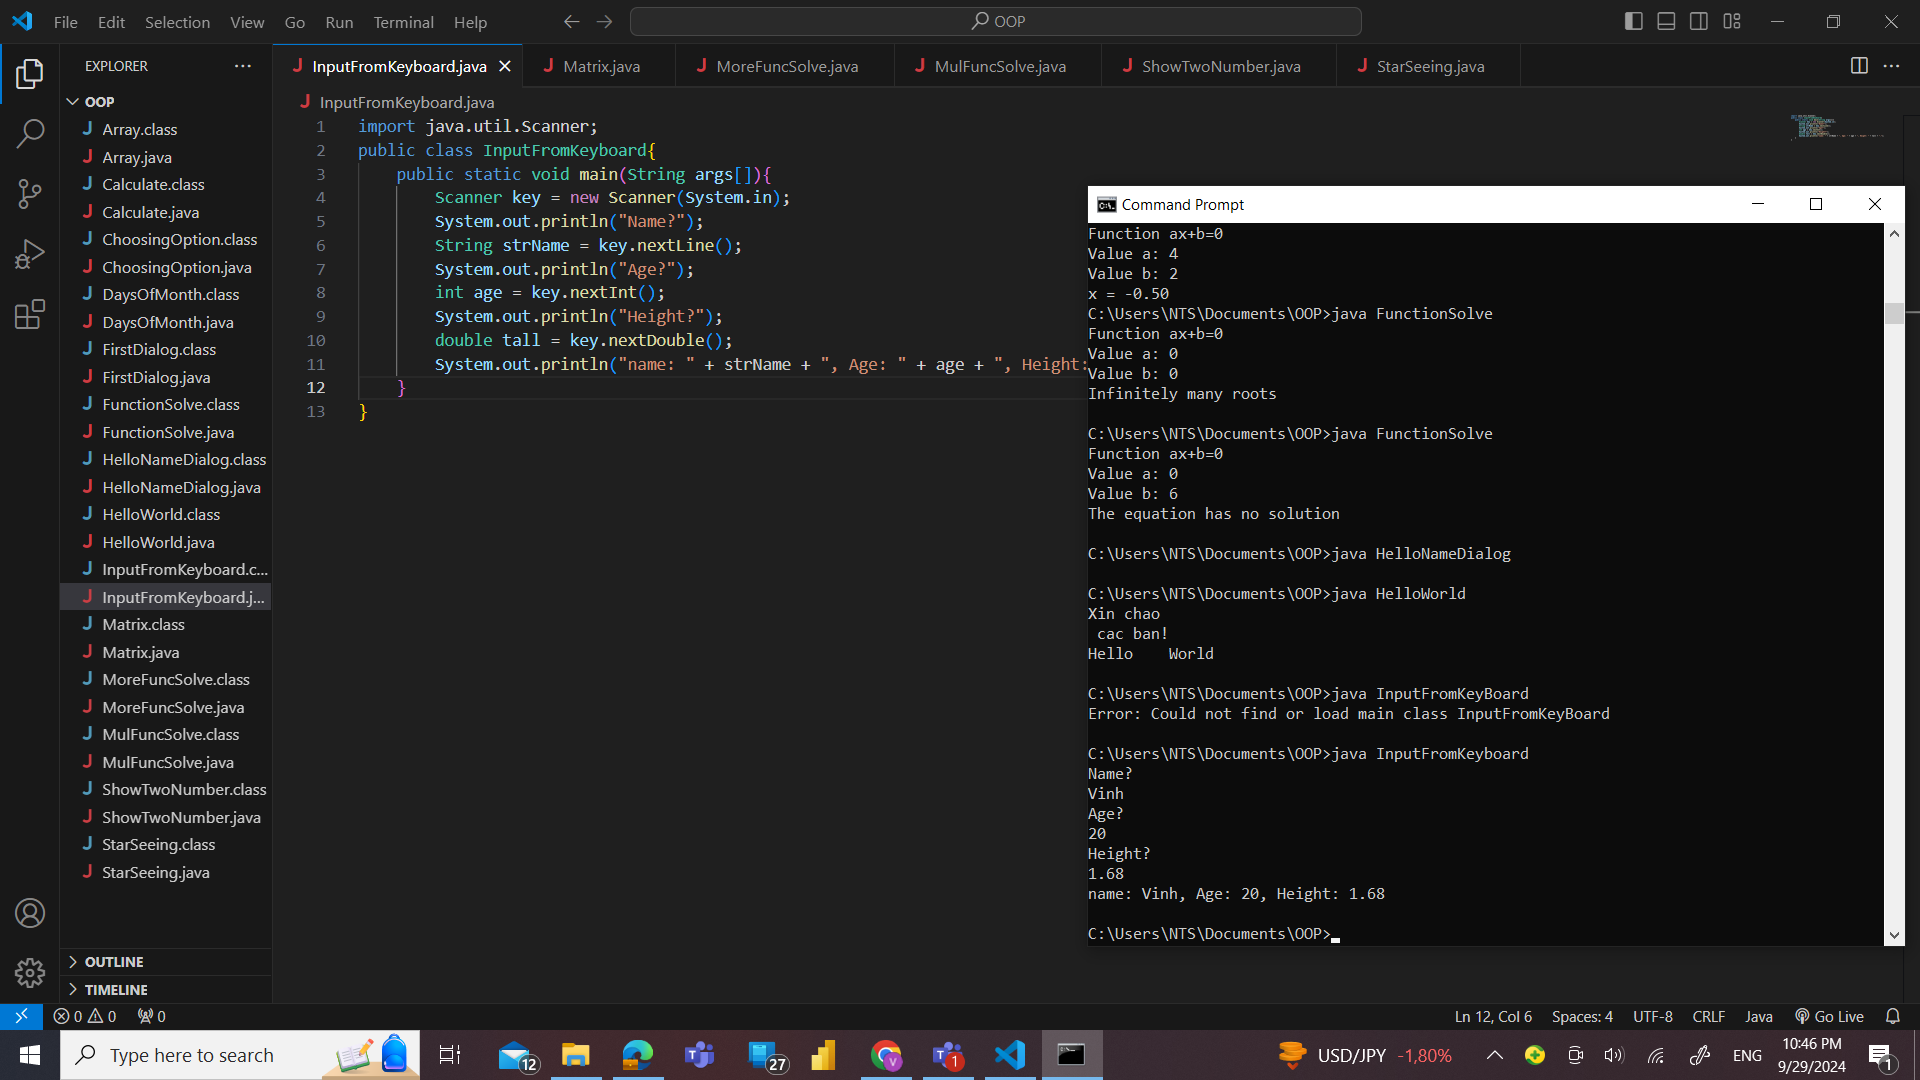 File Edit Selection View Go Run Terminal Help
OOP
EXPLORER
OOP
Array.class
Array.java
Calculate.class
Calculate.java
ChoosingOption.class
ChoosingOption.java
DaysOfMonth.class
DaysOfMonth.java
FirstDialog.class
FirstDialog.java
FunctionSolve.class
FunctionSolve.java
HelloNameDialog.class
HelloNameDialog.java
HelloWorld.class
HelloWorld.java
InputFromKeyboard.c...
InputFromKeyboard.j...
Matrix.class
Matrix.java
MoreFuncSolve.class
MoreFuncSolve.java
MulFuncSolve.class
MulFuncSolve.java
ShowTwoNumber.class
ShowTwoNumber.java
StarSeeing.class
StarSeeing.java
OUTLINE
TIMELINE
InputFromKeyboard.java Matrix.java MoreFuncSolve.java MulFuncSolve.java ShowTwoNumber.java StarSeeing.java
InputFromKeyboard.java
1 import java.util.Scanner;
2 public class InputFromKeyboard{
3 public static void main(String args[]){
4 Scanner key = new Scanner(System.in);
5 System.out.println("Name?");
6 String strName = key.nextLine();
7 System.out.println("Age?");
8 int age = key.nextInt();
9 System.out.println("Height?");
10 double tall = key.nextDouble();
11 System.out.println("name: " + strName + ", Age: " + age + ", Height:
12 }
13 }
Command Prompt
Function ax+b=0
Value a: 4
Value b: 2
x = -0.50
C:\Users\NTS\Documents\OOP>java FunctionSolve
Function ax+b=0
Value a: 0
Value b: 0
Infinitely many roots
C:\Users\NTS\Documents\OOP>java FunctionSolve
Function ax+b=0
Value a: 0
Value b: 6
The equation has no solution
C:\Users\NTS\Documents\OOP>java HelloNameDialog
C:\Users\NTS\Documents\OOP>java HelloWorld
Xin chao
cac ban!
Hello World
C:\Users\NTS\Documents\OOP>java InputFromKeyBoard
Error: Could not find or load main class InputFromKeyBoard
C:\Users\NTS\Documents\OOP>java InputFromKeyboard
Name?
Vinh
Age?
20
Height?
1.68
name: Vinh, Age: 20, Height: 1.68
C:\Users\NTS\Documents\OOP>
0 0 0
Ln 12, Col 6 Spaces: 4 UTF-8 CRLF Java Go Live
Type here to search
12
27
1
USD/JPY -1,80%
ENG
10:46 PM
9/29/2024
1